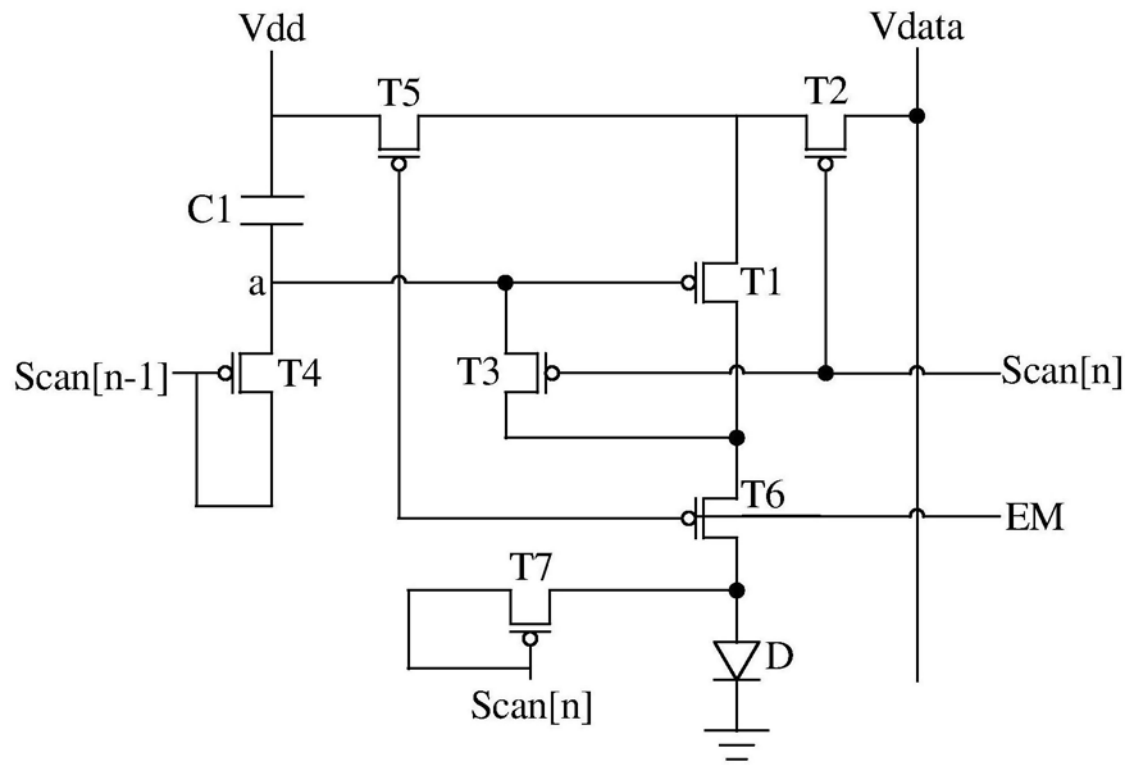 Vdd
Vdata
T5
T2
C1
a
T1
Scan[n-1]
T4
T3
Scan[n]
T6
EM
T7
D
Scan[n]